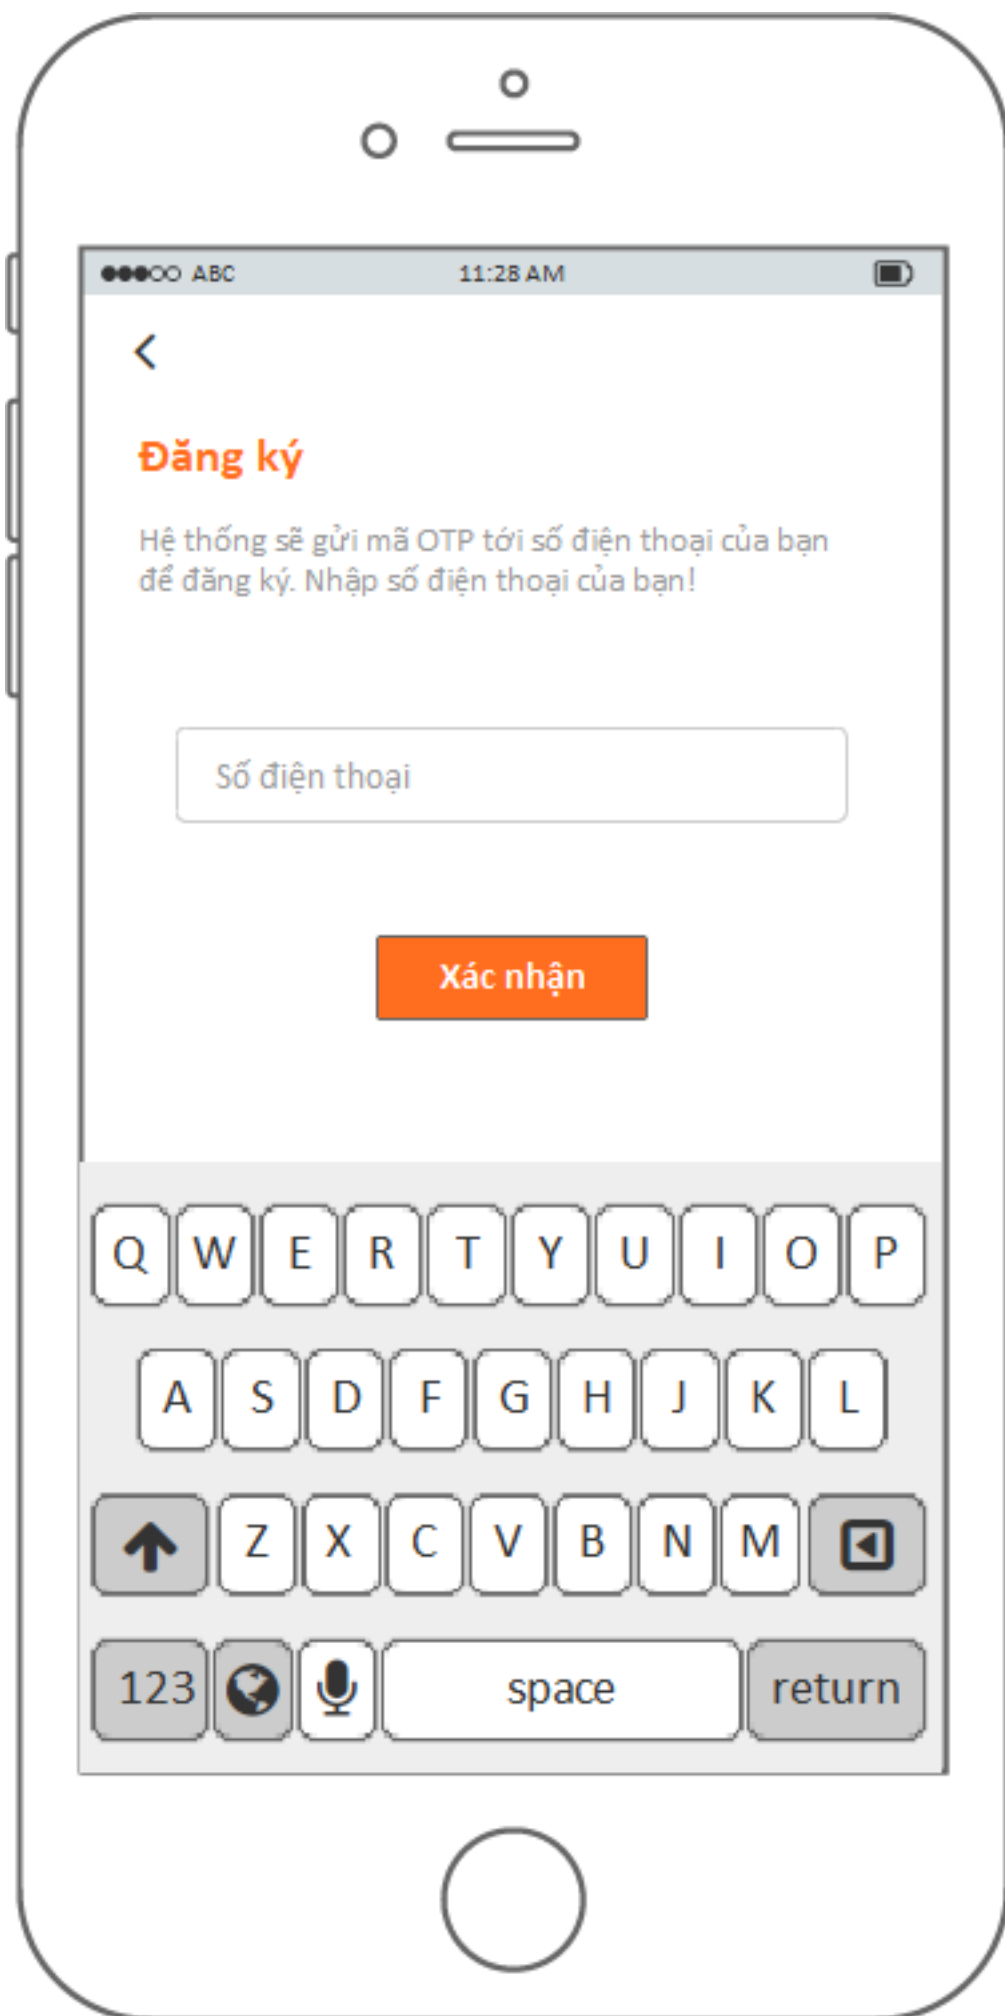 ABC 11:28 AM
Đăng ký
Hệ thống sẽ gửi mã OTP tới số điện thoại của bạn
để đăng ký. Nhập số điện thoại của bạn!
Số điện thoại
Xác nhận
Q W E R T Y U I O P
A S D F G H J K L
Z X C V B N M
123 space return